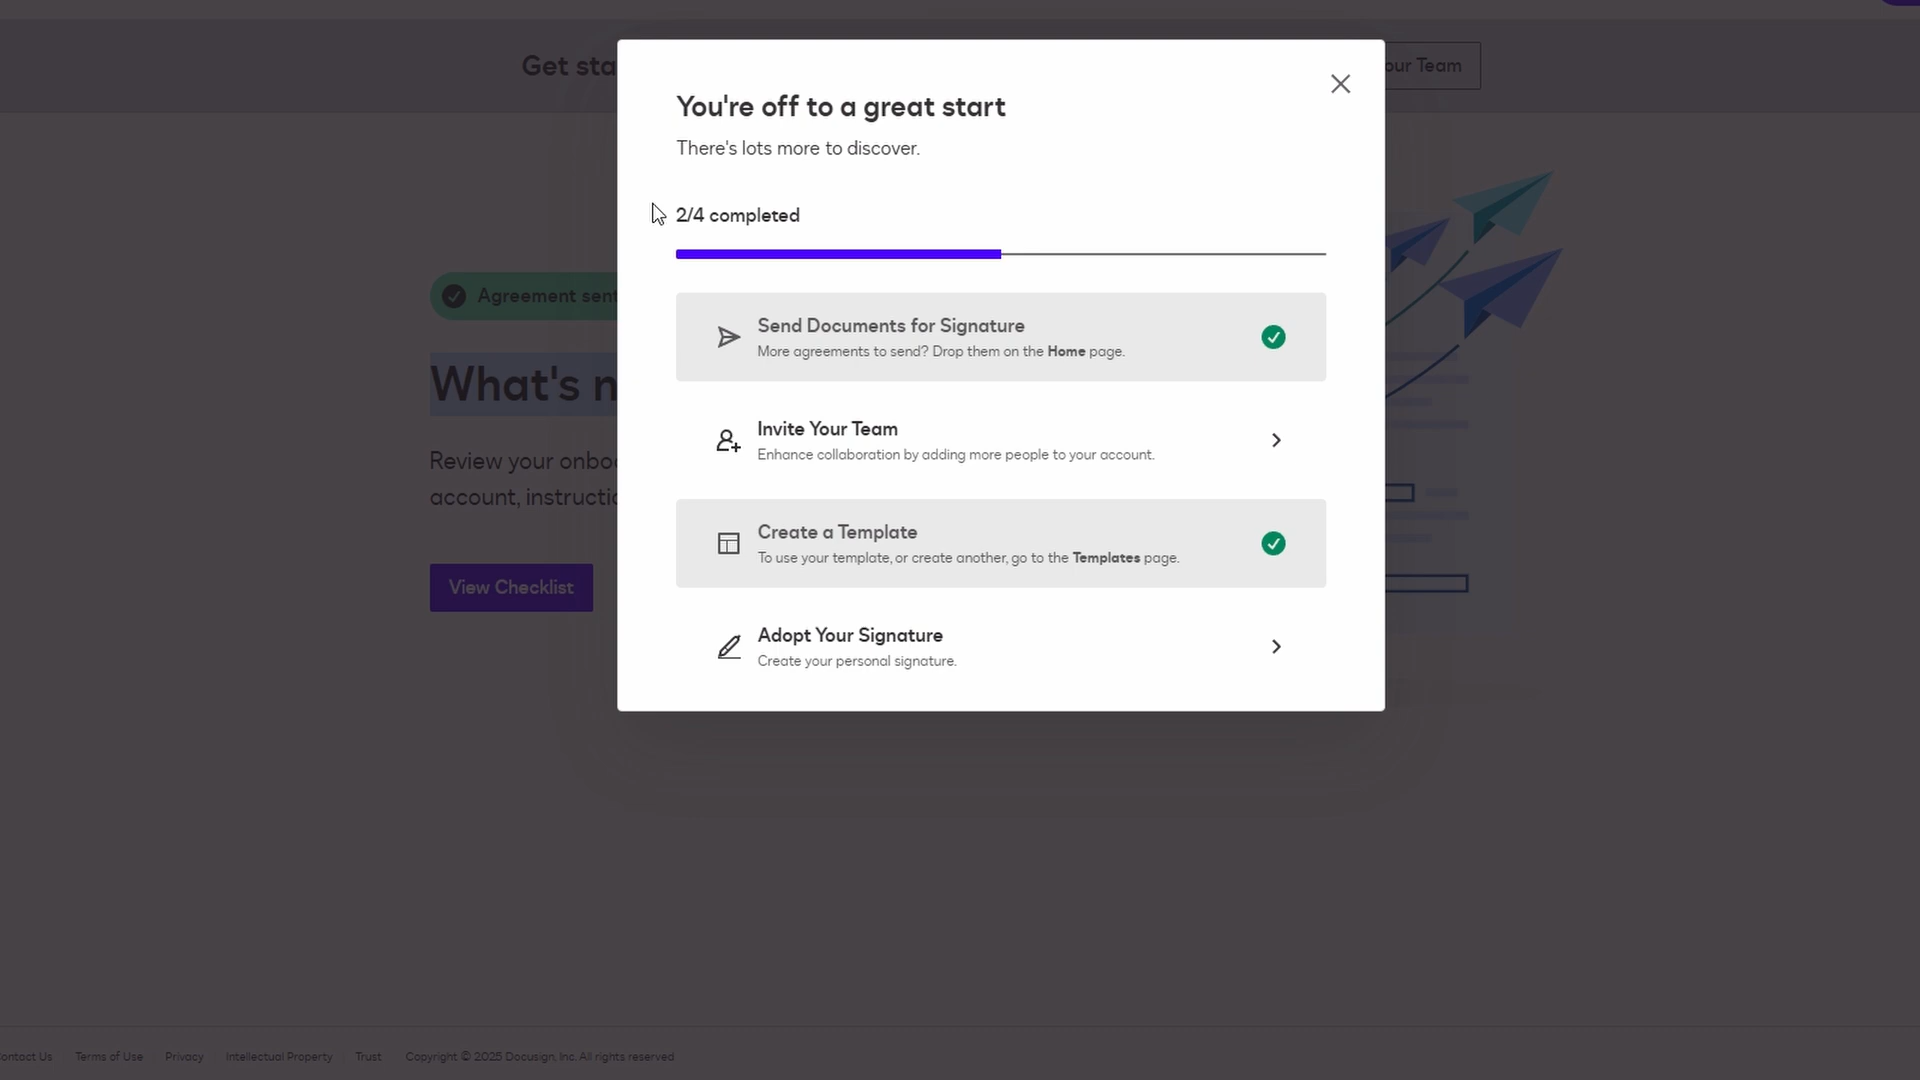 Get sta
our Team
You're off to a great start
There's lots more to discover.
2/4 completed
Agreement sent
Send Documents for Signature
More agreements to send? Drop them on the Home page.
What's n
Invite Your Team
Enhance collaboration by adding more people to your account.
Review your onbo
account, instructio
Create a Template
To use your template, or create another, go to the Templates page.
View Checklist
Adopt Your Signature
Create your personal signature.
ontact Us Terms of Use Privacy Intellectual Property Trust Copyright © 2025 Docusign, Inc. All rights reserved